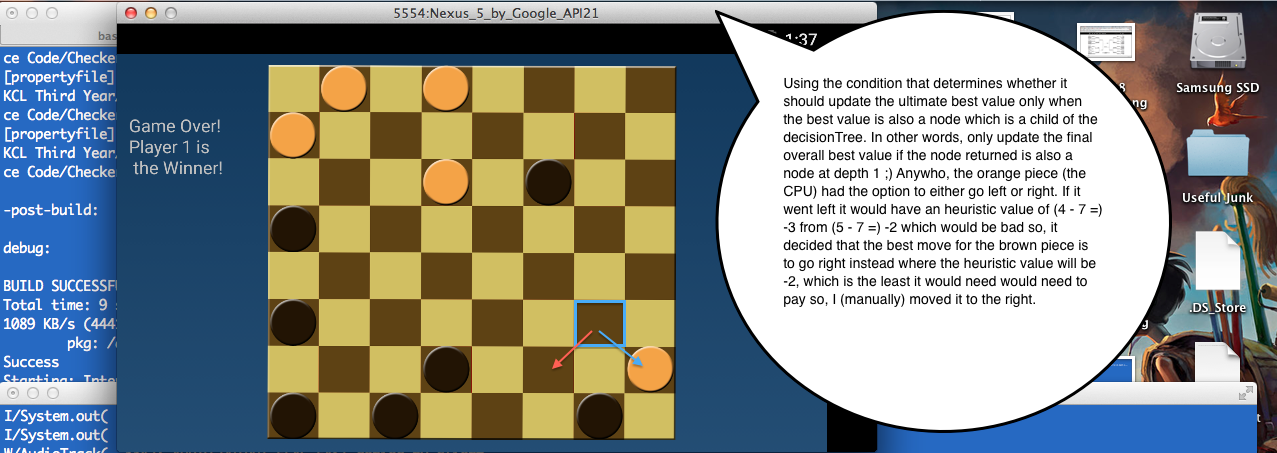 5554:Nexus_5_by_Google_API21
bas
1:37
ce Code/Checke
[propertyfile]
KCL Third Year/
ce Code/Checke
[propertyfile]
KCL Third Year/
ce Code/Checke
-post-build:
debug:
BUILD SUCCESSFU
Total time: 9 s
1089 KB/s (444
pkg: /
Success
Starting: Inte
I/System.out(
I/System.out(
W/AudioTrack(
Game Over!
Player 1 is
the Winner!
Using the condition that determines whether it
should update the ultimate best value only when
the best value is also a node which is a child of the
decisionTree. In other words, only update the final
overall best value if the node returned is also a
node at depth 1 ;) Anywho, the orange piece (the
CPU) had the option to either go left or right. If it
went left it would have an heuristic value of (4 - 7 =)
-3 from (5 - 7 =) -2 which would be bad so, it
decided that the best move for the brown piece is
to go right instead where the heuristic value will be
-2, which is the least it would need would need to
pay so, I (manually) moved it to the right.
Samsung SSD
Useful Junk
.DS_Store